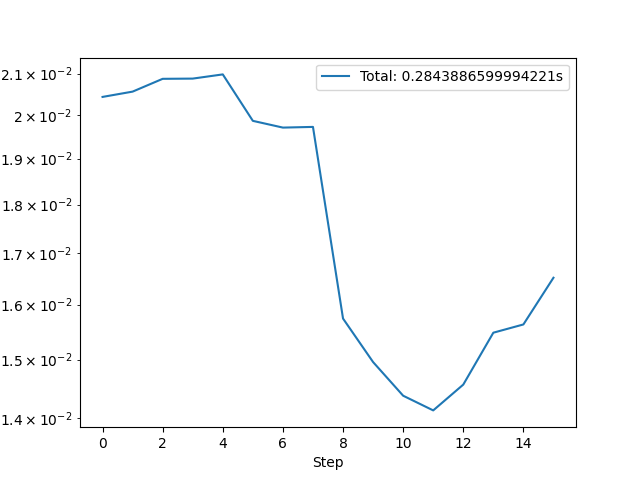 Total: 0.2843886599994221s
2.1 × 10⁻²
2 × 10⁻²
1.9 × 10⁻²
1.8 × 10⁻²
1.7 × 10⁻²
1.6 × 10⁻²
1.5 × 10⁻²
1.4 × 10⁻²
0 2 4 6 8 10 12 14
Step